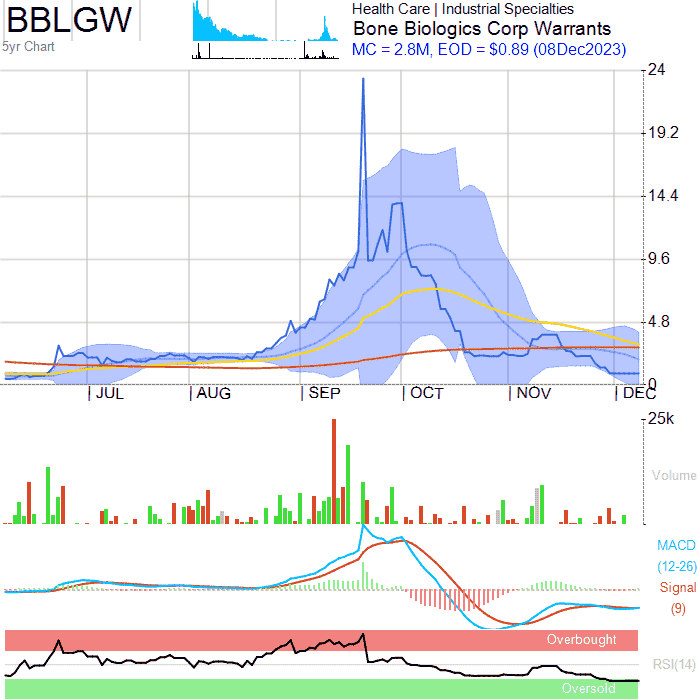 BBLGW
5yr Chart
Health Care | Industrial Specialties
Bone Biologics Corp Warrants
MC = 2.8M, EOD = $0.89 (08Dec2023)
24
19.2
14.4
9.6
4.8
0
JUL AUG SEP OCT NOV DEC
25k
Volume
MACD
(12-26)
Signal
(9)
Overbought
RSI(14)
Oversold